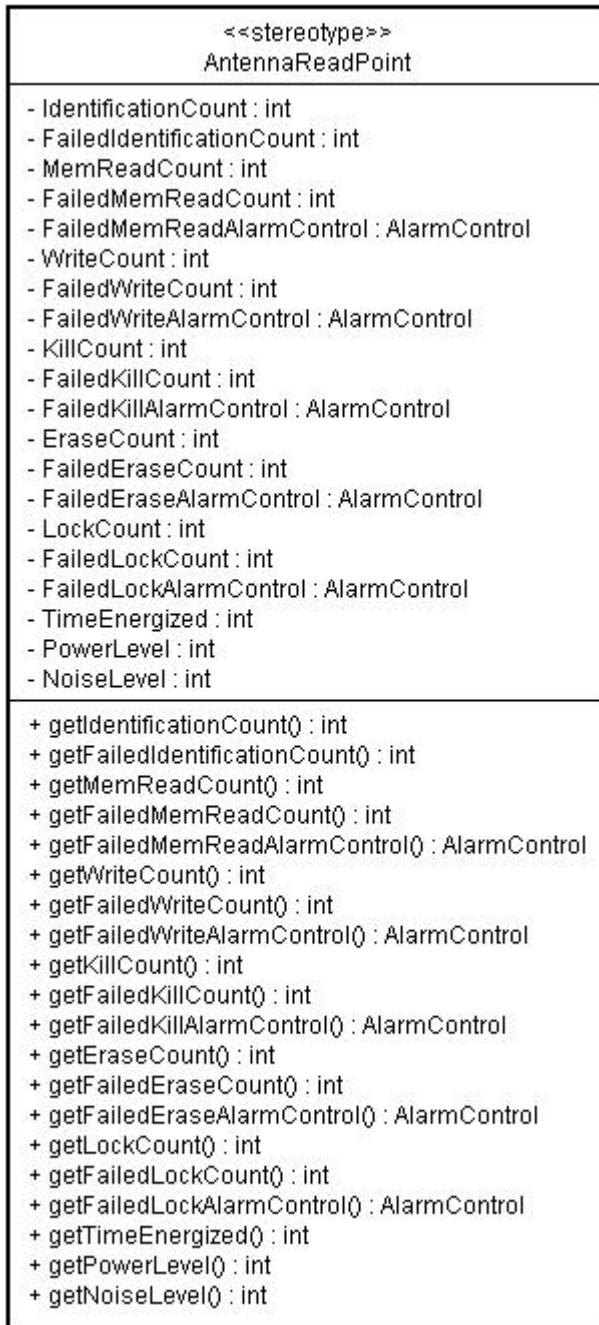 <<stereotype>>
AntennaReadPoint
- IdentificationCount : int
- FailedIdentificationCount : int
- MemReadCount : int
- FailedMemReadCount : int
- FailedMemReadAlarmControl : AlarmControl
- WriteCount : int
- FailedWriteCount : int
- FailedWriteAlarmControl : AlarmControl
- KillCount : int
- FailedKillCount : int
- FailedKillAlarmControl : AlarmControl
- EraseCount : int
- FailedEraseCount : int
- FailedEraseAlarmControl : AlarmControl
- LockCount : int
- FailedLockCount : int
- FailedLockAlarmControl : AlarmControl
- TimeEnergized : int
- PowerLevel : int
- NoiseLevel : int
+ getIdentificationCount() : int
+ getFailedIdentificationCount() : int
+ getMemReadCount() : int
+ getFailedMemReadCount() : int
+ getFailedMemReadAlarmControl() : AlarmControl
+ getWriteCount() : int
+ getFailedWriteCount() : int
+ getFailedWriteAlarmControl() : AlarmControl
+ getKillCount() : int
+ getFailedKillCount() : int
+ getFailedKillAlarmControl() : AlarmControl
+ getEraseCount() : int
+ getFailedEraseCount() : int
+ getFailedEraseAlarmControl() : AlarmControl
+ getLockCount() : int
+ getFailedLockCount() : int
+ getFailedLockAlarmControl() : AlarmControl
+ getTimeEnergized() : int
+ getPowerLevel() : int
+ getNoiseLevel() : int